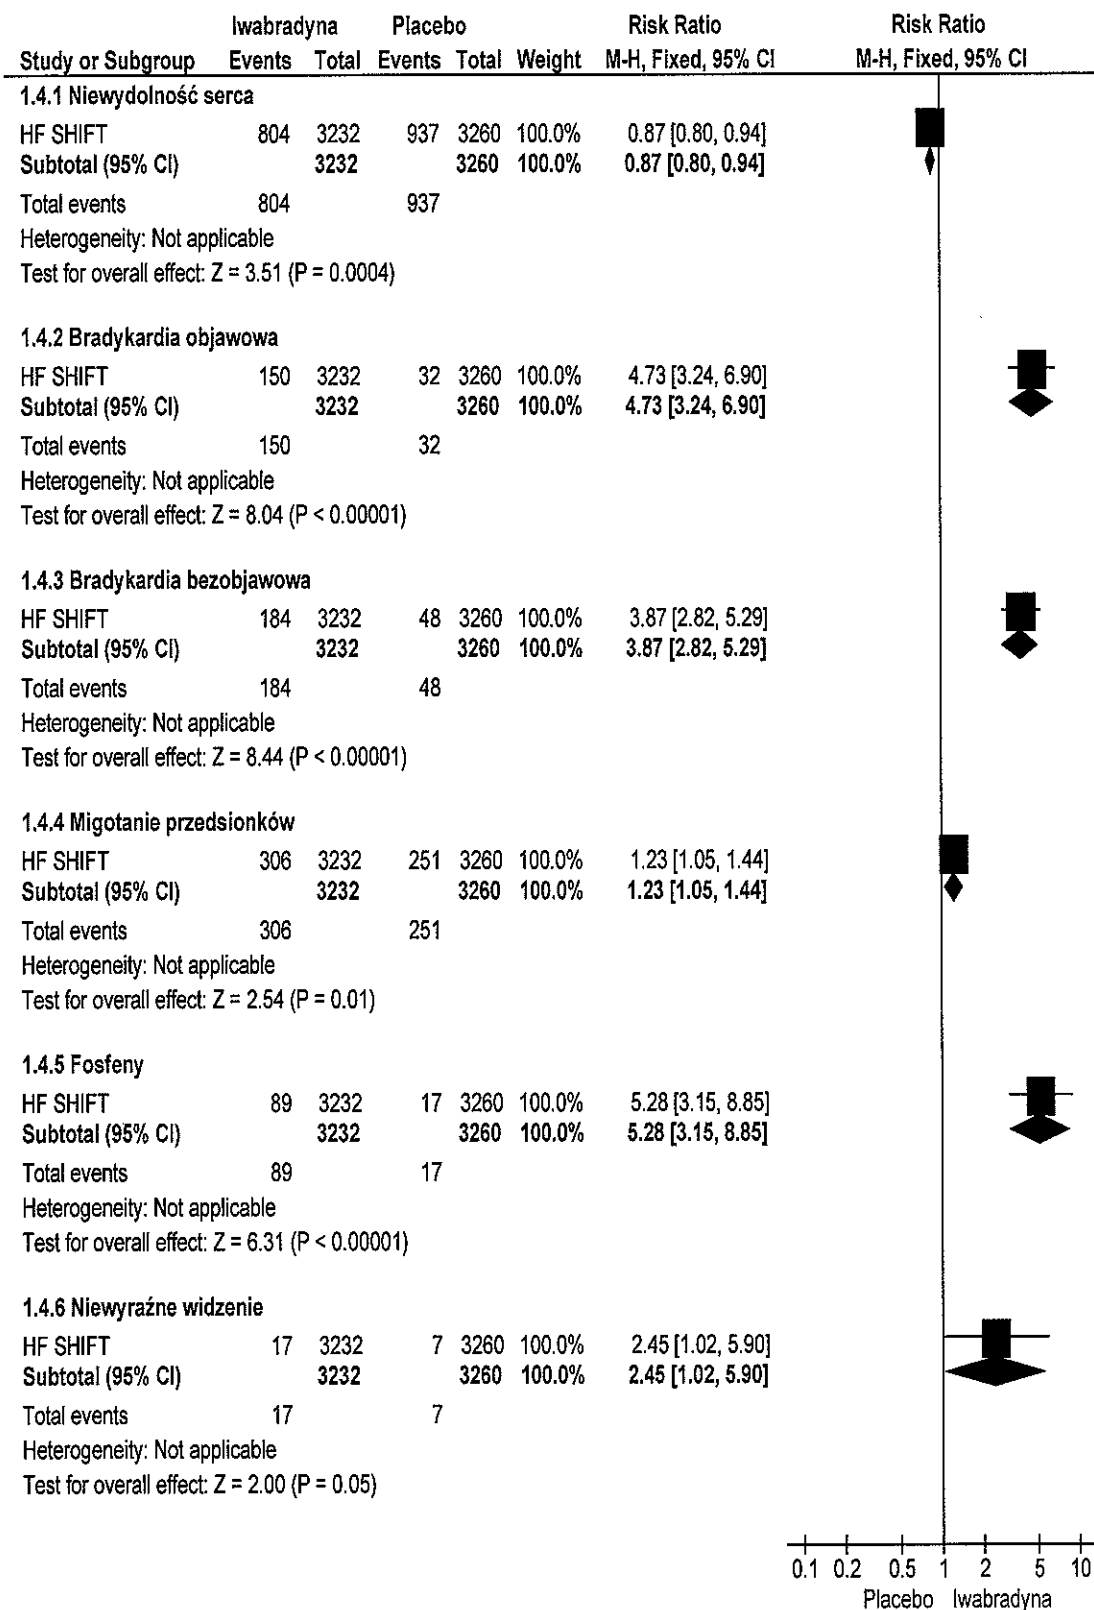 Iwabradyna Placebo Risk Ratio Risk Ratio
Study or Subgroup Events Total Events Total Weight M-H, Fixed, 95% CI M-H, Fixed, 95% CI
1.4.1 Niewydolność serca
HF SHIFT 804 3232 937 3260 100.0% 0.87 [0.80, 0.94]
Subtotal (95% CI) 3232 3260 100.0% 0.87 [0.80, 0.94]
Total events 804 937
Heterogeneity: Not applicable
Test for overall effect: Z = 3.51 (P = 0.0004)
1.4.2 Bradykardia objawowa
HF SHIFT 150 3232 32 3260 100.0% 4.73 [3.24, 6.90]
Subtotal (95% CI) 3232 3260 100.0% 4.73 [3.24, 6.90]
Total events 150 32
Heterogeneity: Not applicable
Test for overall effect: Z = 8.04 (P < 0.00001)
1.4.3 Bradykardia bezobjawowa
HF SHIFT 184 3232 48 3260 100.0% 3.87 [2.82, 5.29]
Subtotal (95% CI) 3232 3260 100.0% 3.87 [2.82, 5.29]
Total events 184 48
Heterogeneity: Not applicable
Test for overall effect: Z = 8.44 (P < 0.00001)
1.4.4 Migotanie przedsionków
HF SHIFT 306 3232 251 3260 100.0% 1.23 [1.05, 1.44]
Subtotal (95% CI) 3232 3260 100.0% 1.23 [1.05, 1.44]
Total events 306 251
Heterogeneity: Not applicable
Test for overall effect: Z = 2.54 (P = 0.01)
1.4.5 Fosfeny
HF SHIFT 89 3232 17 3260 100.0% 5.28 [3.15, 8.85]
Subtotal (95% CI) 3232 3260 100.0% 5.28 [3.15, 8.85]
Total events 89 17
Heterogeneity: Not applicable
Test for overall effect: Z = 6.31 (P < 0.00001)
1.4.6 Niewyraźne widzenie
HF SHIFT 17 3232 7 3260 100.0% 2.45 [1.02, 5.90]
Subtotal (95% CI) 3232 3260 100.0% 2.45 [1.02, 5.90]
Total events 17 7
Heterogeneity: Not applicable
Test for overall effect: Z = 2.00 (P = 0.05)
0.1 0.2 0.5 1 2 5 10
Placebo Iwabradyna